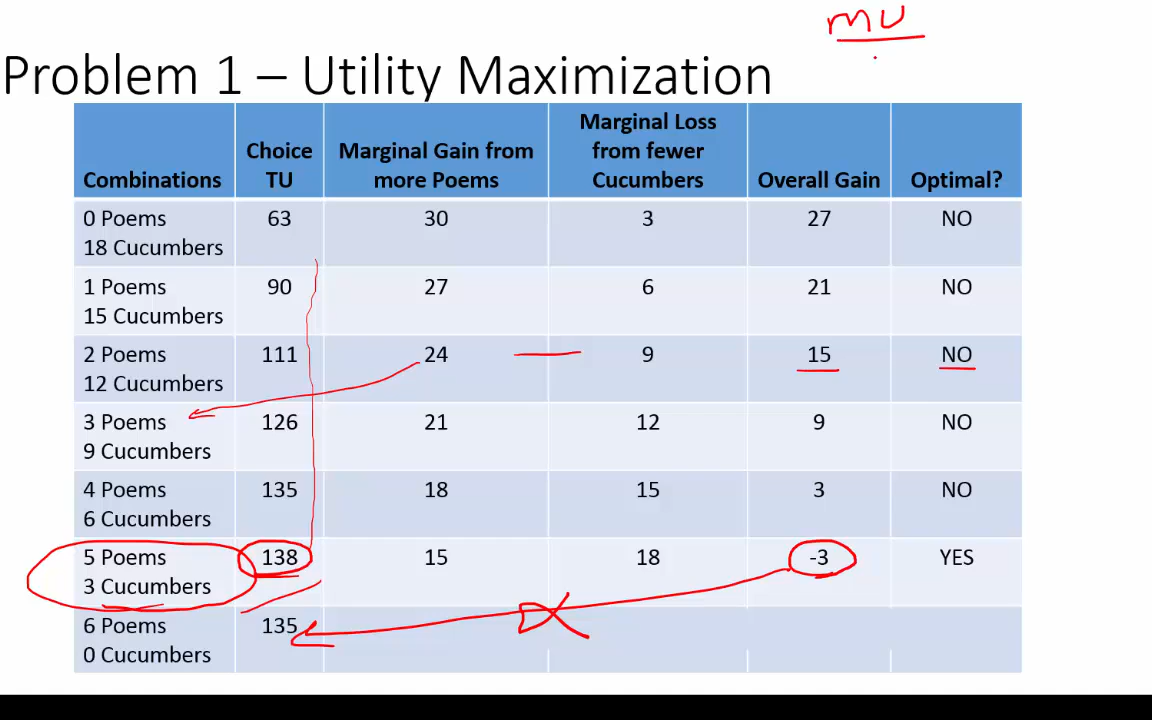 mu
Problem 1 – Utility Maximization
Combinations Choice TU Marginal Gain from more Poems Marginal Loss from fewer Cucumbers Overall Gain Optimal?
0 Poems 63 30 3 27 NO
18 Cucumbers
1 Poems 90 27 6 21 NO
15 Cucumbers
2 Poems 111 24 9 15 NO
12 Cucumbers
3 Poems 126 21 12 9 NO
9 Cucumbers
4 Poems 135 18 15 3 NO
6 Cucumbers
5 Poems 138 15 18 -3 YES
3 Cucumbers
6 Poems 135
0 Cucumbers